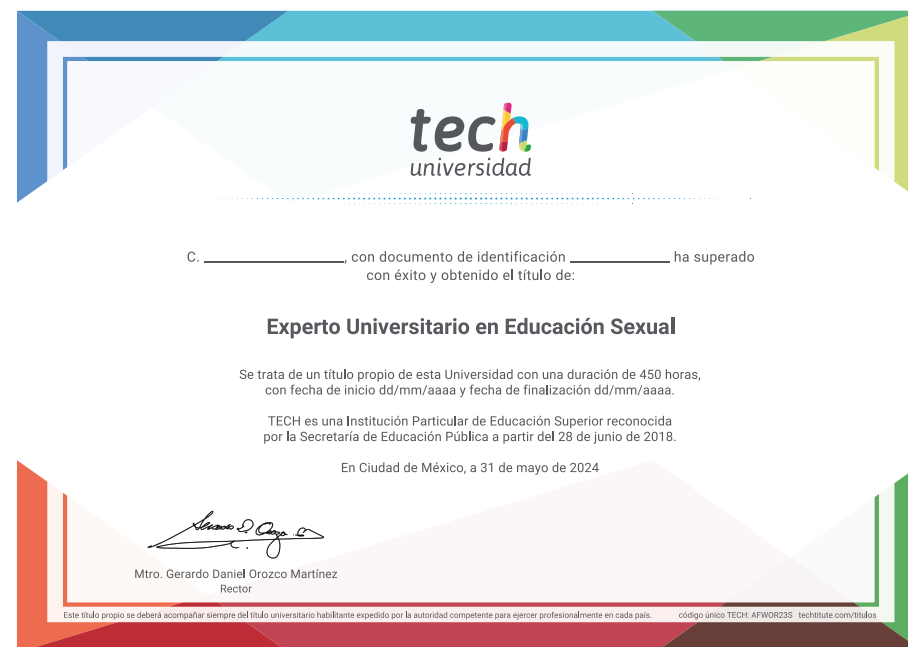 tech
universidad
C. ____________, con documento de identificación ____________ ha superado
con éxito y obtenido el título de:
Experto Universitario en Educación Sexual
Se trata de un título propio de esta Universidad con una duración de 450 horas,
con fecha de inicio dd/mm/aaaa y fecha de finalización dd/mm/aaaa.
TECH es una Institución Particular de Educación Superior reconocida
por la Secretaría de Educación Pública a partir del 28 de junio de 2018.
En Ciudad de México, a 31 de mayo de 2024
Mtro. Gerardo Daniel Orozco Martínez
Rector
Este título propio se deberá acompañar siempre del título universitario habilitante expedido por la autoridad competente para ejercer profesionalmente en cada país. código único TECH: AFWOR23S techtitute.com/titulos